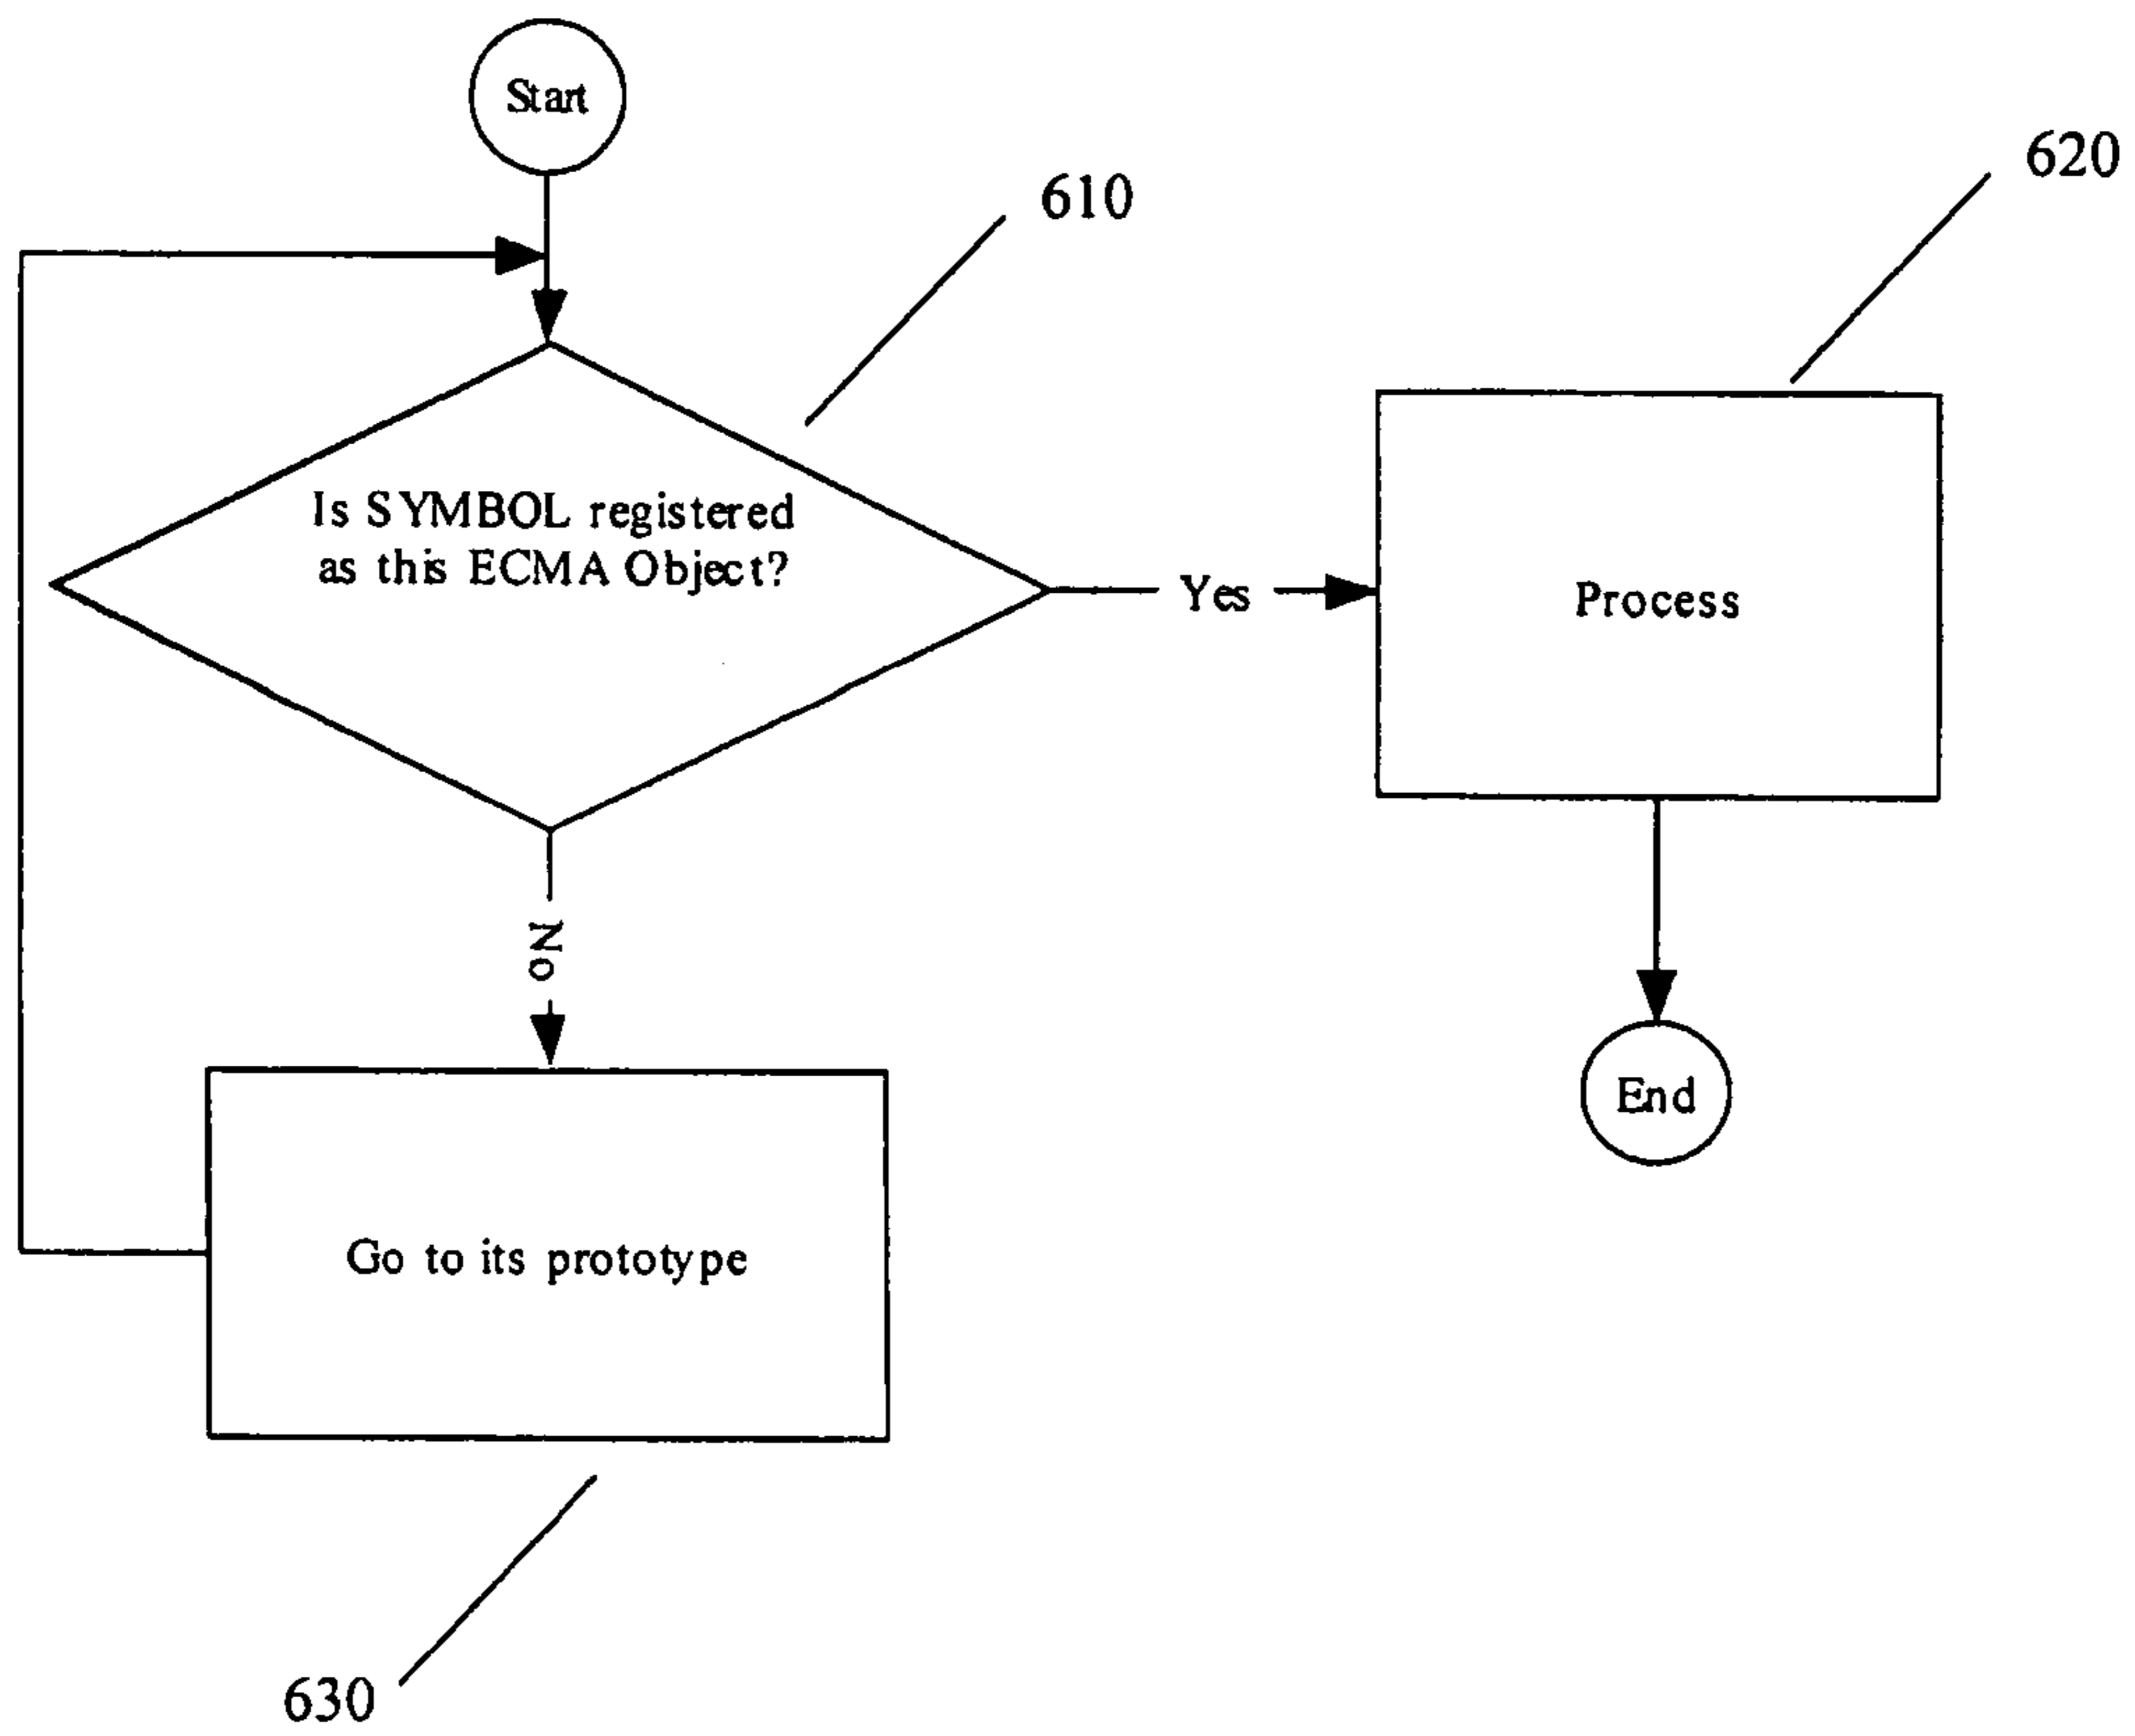 Start
610
620
Is SYMBOL registered
as this ECMA Object?
Yes
Process
No
End
Go to its prototype
630